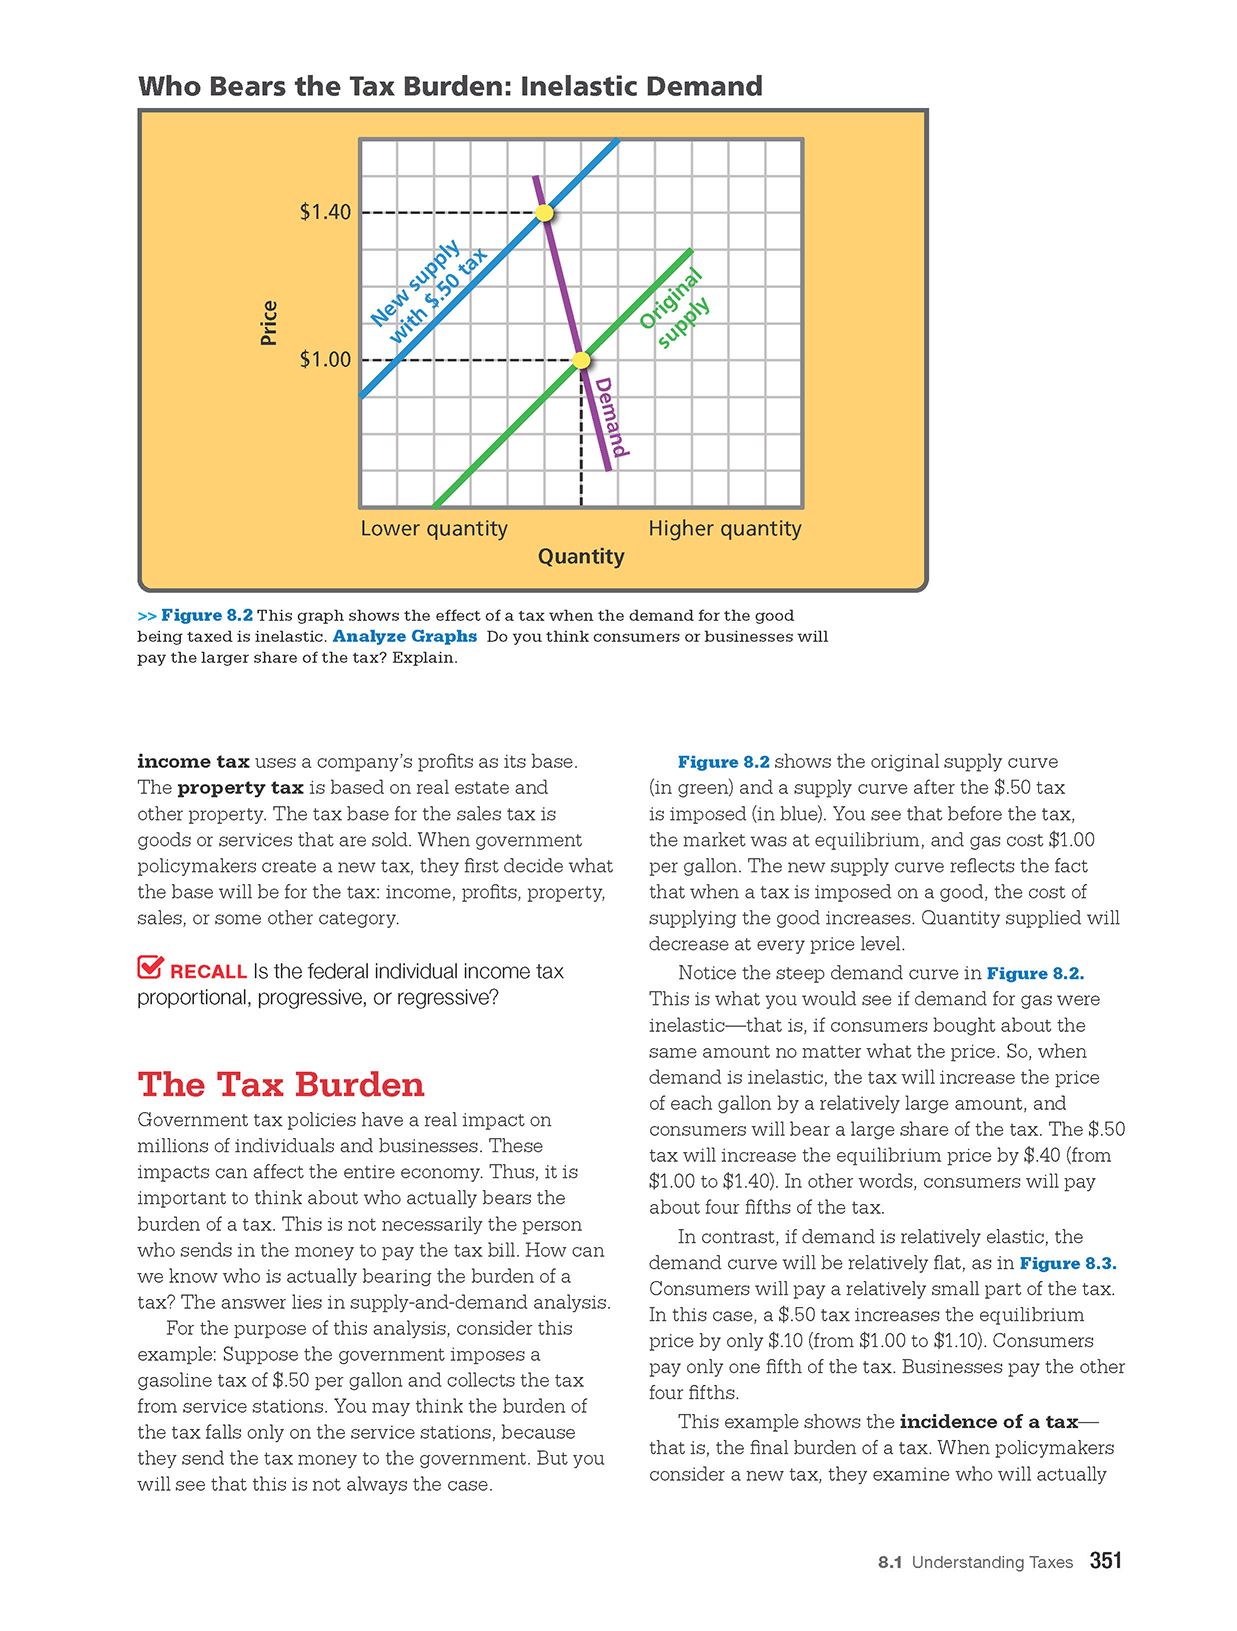 Who Bears the Tax Burden: Inelastic Demand
$1.40
$1.00
Price
New supply
with $.50 tax
Original
supply
Demand
Lower quantity
Higher quantity
Quantity
>> Figure 8.2 This graph shows the effect of a tax when the demand for the good
being taxed is inelastic. Analyze Graphs Do you think consumers or businesses will
pay the larger share of the tax? Explain.
income tax uses a company's profits as its base.
The property tax is based on real estate and
other property. The tax base for the sales tax is
goods or services that are sold. When government
policymakers create a new tax, they first decide what
the base will be for the tax: income, profits, property,
sales, or some other category.
RECALL Is the federal individual income tax
proportional, progressive, or regressive?
The Tax Burden
Government tax policies have a real impact on
millions of individuals and businesses. These
impacts can affect the entire economy. Thus, it is
important to think about who actually bears the
burden of a tax. This is not necessarily the person
who sends in the money to pay the tax bill. How can
we know who is actually bearing the burden of a
tax? The answer lies in supply-and-demand analysis.
For the purpose of this analysis, consider this
example: Suppose the government imposes a
gasoline tax of $.50 per gallon and collects the tax
from service stations. You may think the burden of
the tax falls only on the service stations, because
they send the tax money to the government. But you
will see that this is not always the case.
Figure 8.2 shows the original supply curve
(in green) and a supply curve after the $.50 tax
is imposed (in blue). You see that before the tax,
the market was at equilibrium, and gas cost $1.00
per gallon. The new supply curve reflects the fact
that when a tax is imposed on a good, the cost of
supplying the good increases. Quantity supplied will
decrease at every price level.
Notice the steep demand curve in Figure 8.2.
This is what you would see if demand for gas were
inelastic—that is, if consumers bought about the
same amount no matter what the price. So, when
demand is inelastic, the tax will increase the price
of each gallon by a relatively large amount, and
consumers will bear a large share of the tax. The $.50
tax will increase the equilibrium price by $.40 (from
$1.00 to $1.40). In other words, consumers will pay
about four fifths of the tax.
In contrast, if demand is relatively elastic, the
demand curve will be relatively flat, as in Figure 8.3.
Consumers will pay a relatively small part of the tax.
In this case, a $.50 tax increases the equilibrium
price by only $.10 (from $1.00 to $1.10). Consumers
pay only one fifth of the tax. Businesses pay the other
four fifths.
This example shows the incidence of a tax—
that is, the final burden of a tax. When policymakers
consider a new tax, they examine who will actually
8.1 Understanding Taxes 351